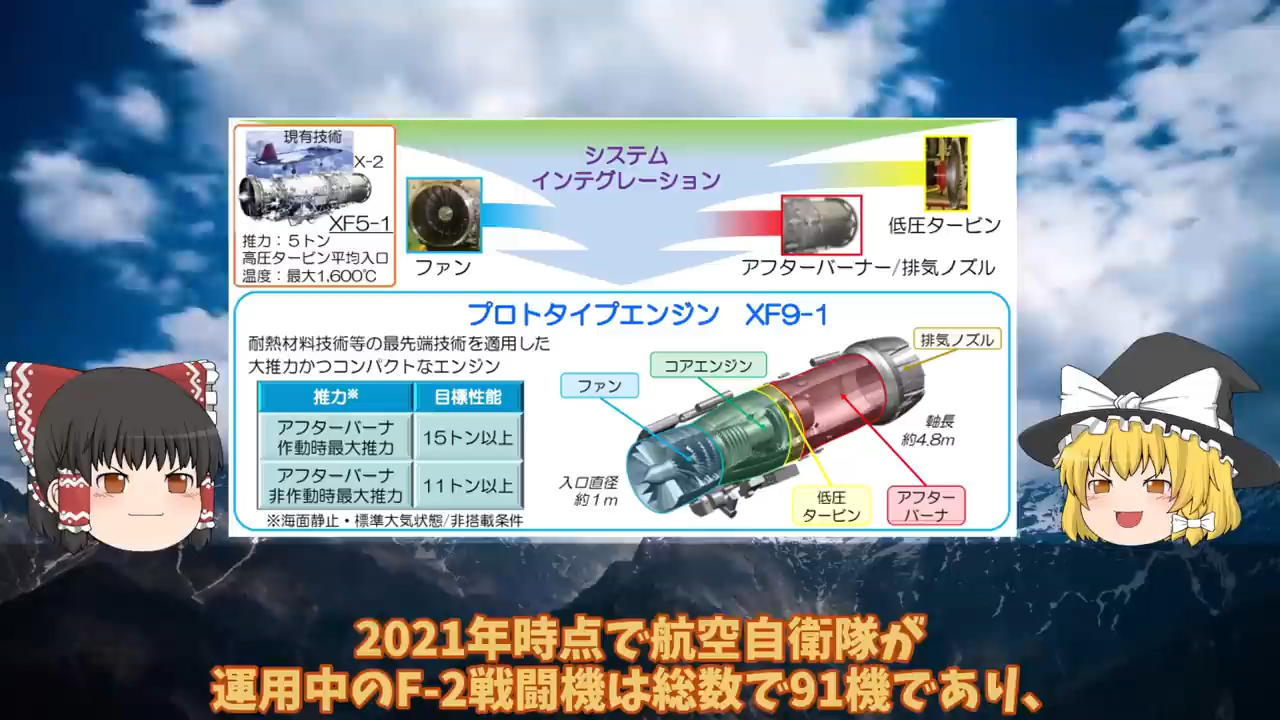 現有技術
X-2
XF5-1
推力：５トン
高圧タービン平均入口
温度：最大1,600℃
システム
インテグレーション
ファン
低圧タービン
アフターバーナー/排気ノズル
プロトタイプエンジン　XF9-1
耐熱材料技術等の最先端技術を適用した
大推力かつコンパクトなエンジン
推力※
目標性能
アフターバーナ
作動時最大推力
15トン以上
アフターバーナ
非作動時最大推力
11トン以上
※海面静止・標準大気状態/非搭載条件
ファン
コアエンジン
排気ノズル
軸長
約4.8m
入口直径
約１m
低圧
タービン
アフター
バーナ
2021年時点で航空自衛隊が
運用中のF-2戦闘機は総数で91機であり、